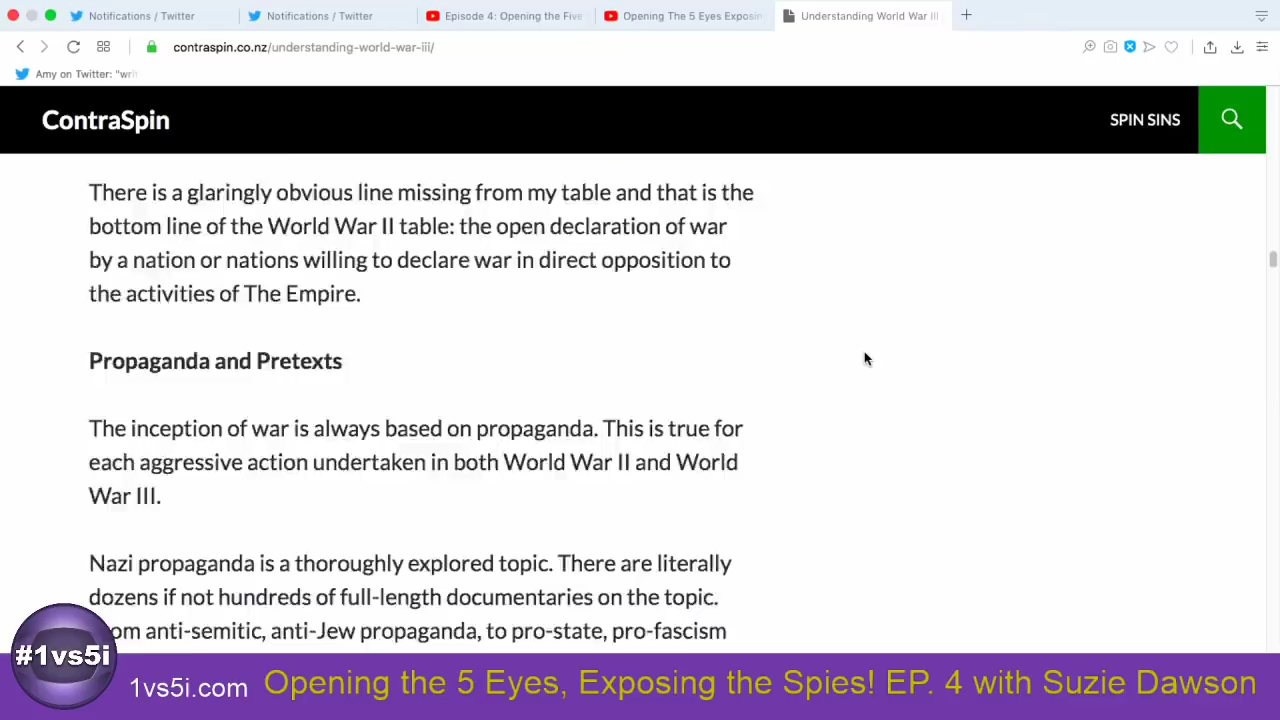 Notifications / Twitter
Notifications / Twitter
Episode 4: Opening the Five
Opening The 5 Eyes Exposin
Understanding World War III
contraspin.co.nz/understanding-world-war-iii/
Amy on Twitter: "wri
ContraSpin
SPIN SINS
There is a glaringly obvious line missing from my table and that is the
bottom line of the World War II table: the open declaration of war
by a nation or nations willing to declare war in direct opposition to
the activities of The Empire.
Propaganda and Pretexts
The inception of war is always based on propaganda. This is true for
each aggressive action undertaken in both World War II and World
War III.
Nazi propaganda is a thoroughly explored topic. There are literally
dozens if not hundreds of full-length documentaries on the topic.
om anti-semitic, anti-Jew propaganda, to pro-state, pro-fascism
#1vs5i
1vs5i.com
Opening the 5 Eyes, Exposing the Spies! EP. 4 with Suzie Dawson